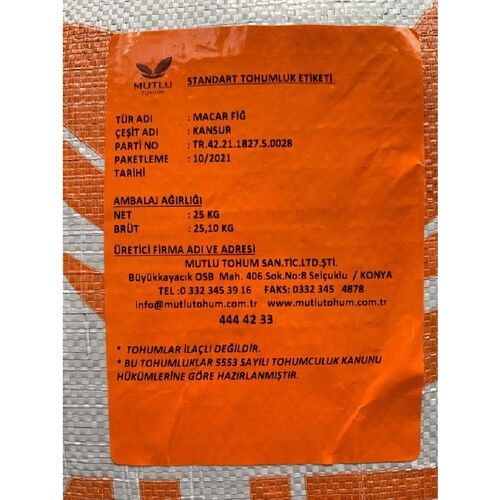 MUTLU
TOHUM
STANDART TOHUMLUK ETİKETİ
TÜR ADI : MACAR FİĞ
ÇEŞİT ADI : KANSUR
PARTİ NO : TR.42.21.1827.S.002B
PAKETLEME : 10/2021
TARİHİ
AMBALAJ AĞIRLIĞI
NET : 25 KG
BRÜT : 25,10 KG
ÜRETİCİ FİRMA ADI VE ADRESİ
MUTLU TOHUM SAN.TİC.LTD.ŞTİ.
Büyükkayacık OSB Mah. 406.Sok.No:8 Selçuklu / KONYA
TEL :0 332 345 39 16 FAKS: 0332 345 4878
info@mutlutohum.com.tr www.mutlutohum.com.tr
444 42 33
* TOHUMLAR İLAÇLI DEĞİLDİR.
* BU TOHUMLUKLAR 5553 SAYILI TOHUMCULUK KANUNU
HÜKÜMLERİNE GÖRE HAZIRLANMIŞTIR.